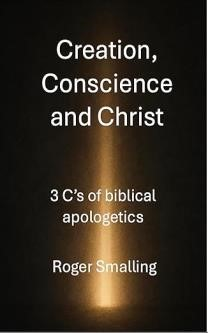 Creation,
Conscience
and Christ
3 C's of biblical
apologetics
Roger Smalling